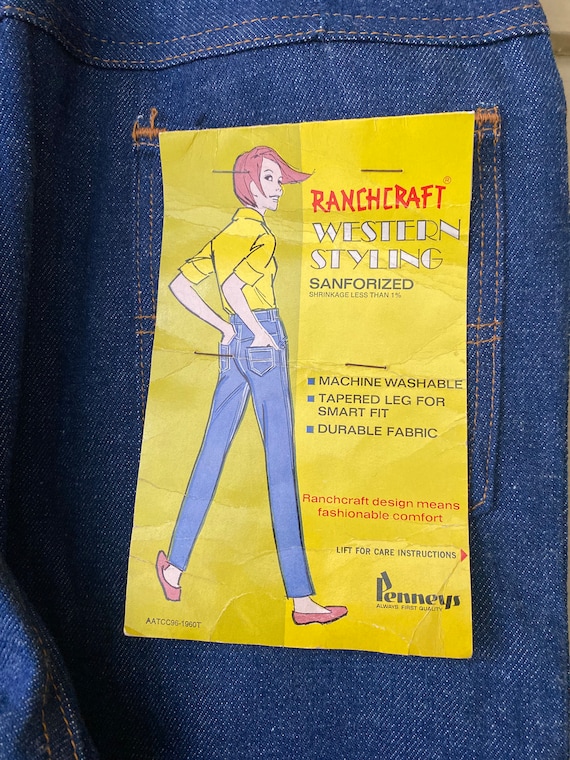 RANCHCRAFT®
WESTERN
STYLING
SANFORIZED
SHRINKAGE LESS THAN 1%
■ MACHINE WASHABLE
■ TAPERED LEG FOR
SMART FIT
■ DURABLE FABRIC
Ranchcraft design means
fashionable comfort
LIFT FOR CARE INSTRUCTIONS
Penneys
ALWAYS FIRST QUALITY
AATCC96-1960T